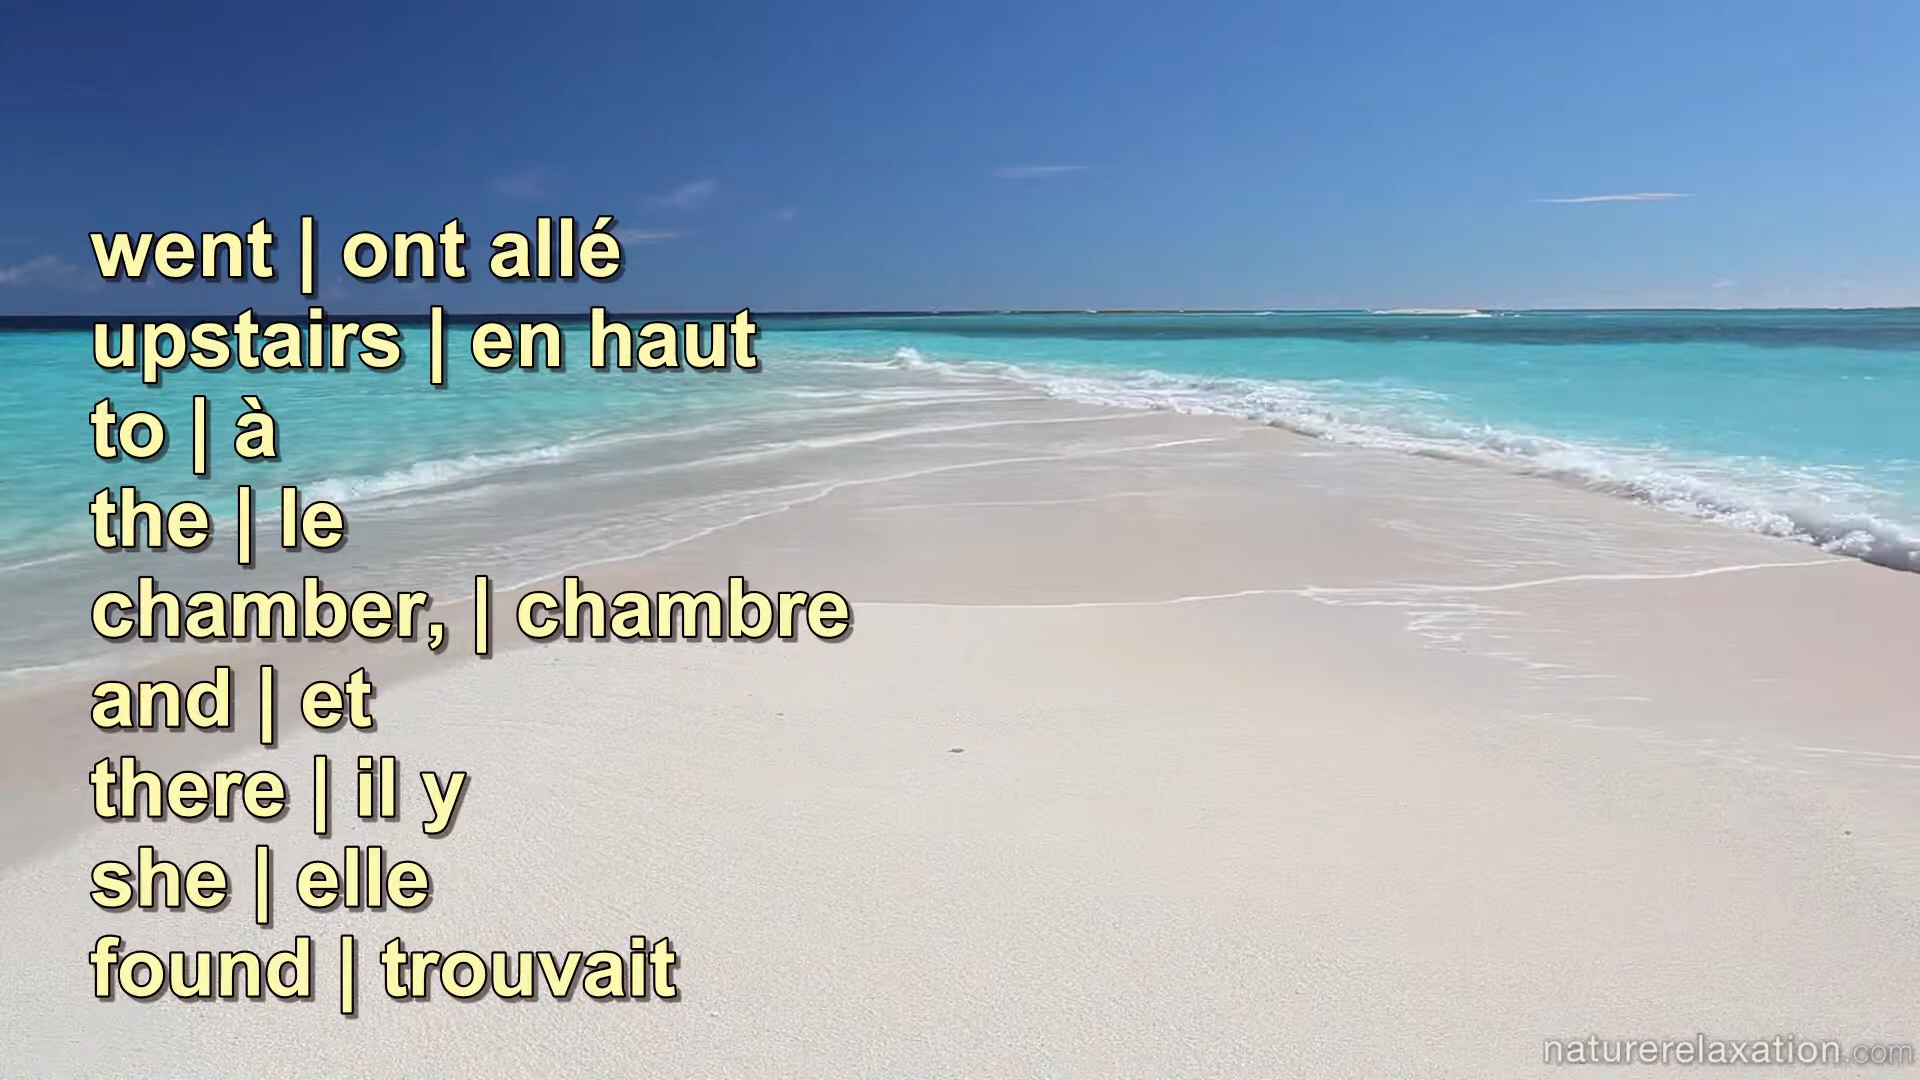 went | ont allé
upstairs | en haut
to | à
the | le
chamber, | chambre
and | et
there | il y
she | elle
found | trouvait
naturerelaxation.com